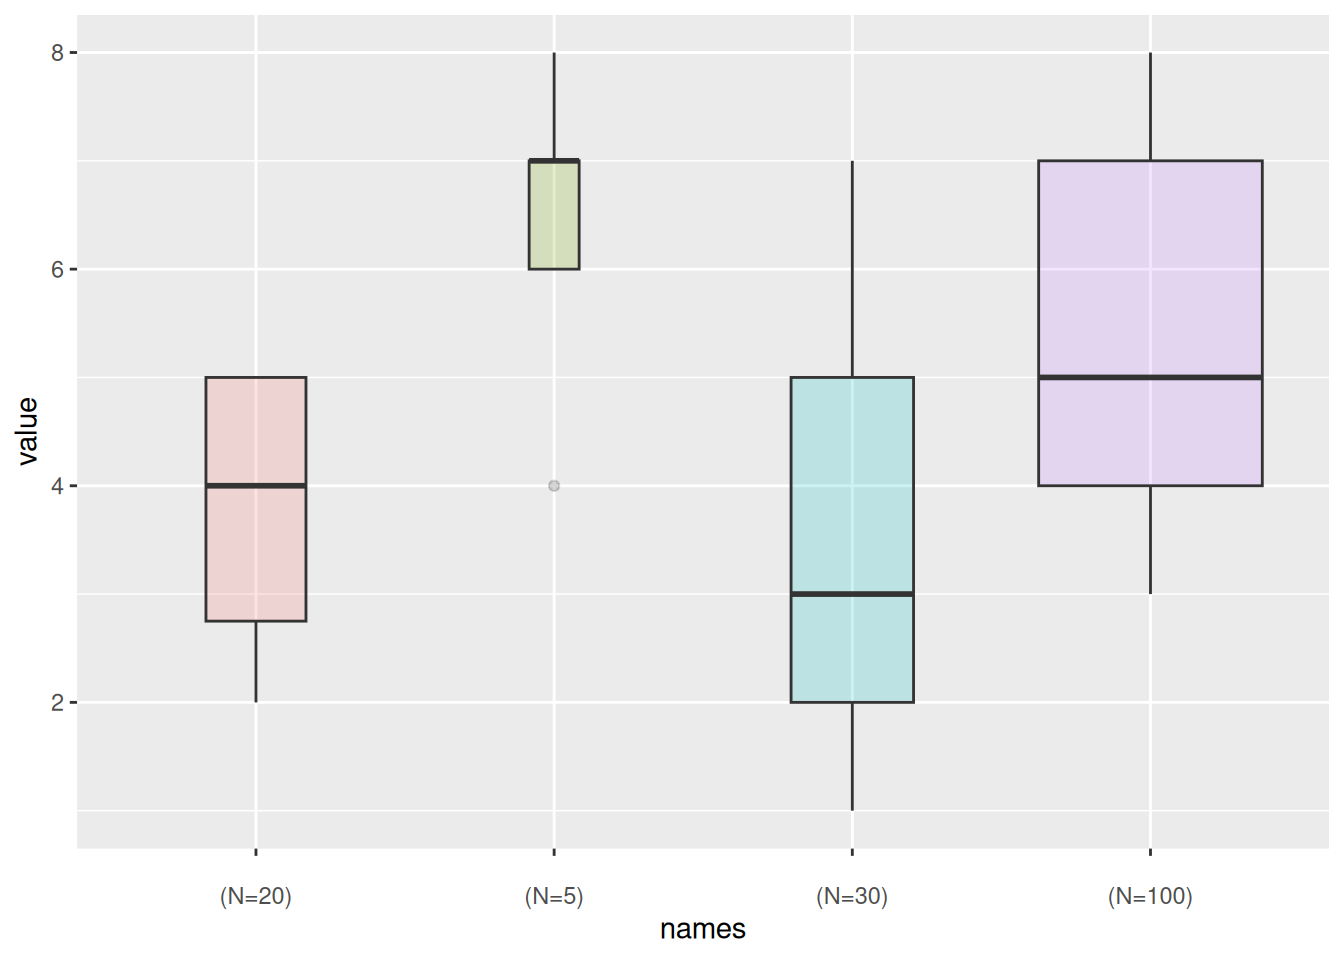 8
6
4
2
value
(N=20)
(N=5)
(N=30)
(N=100)
names